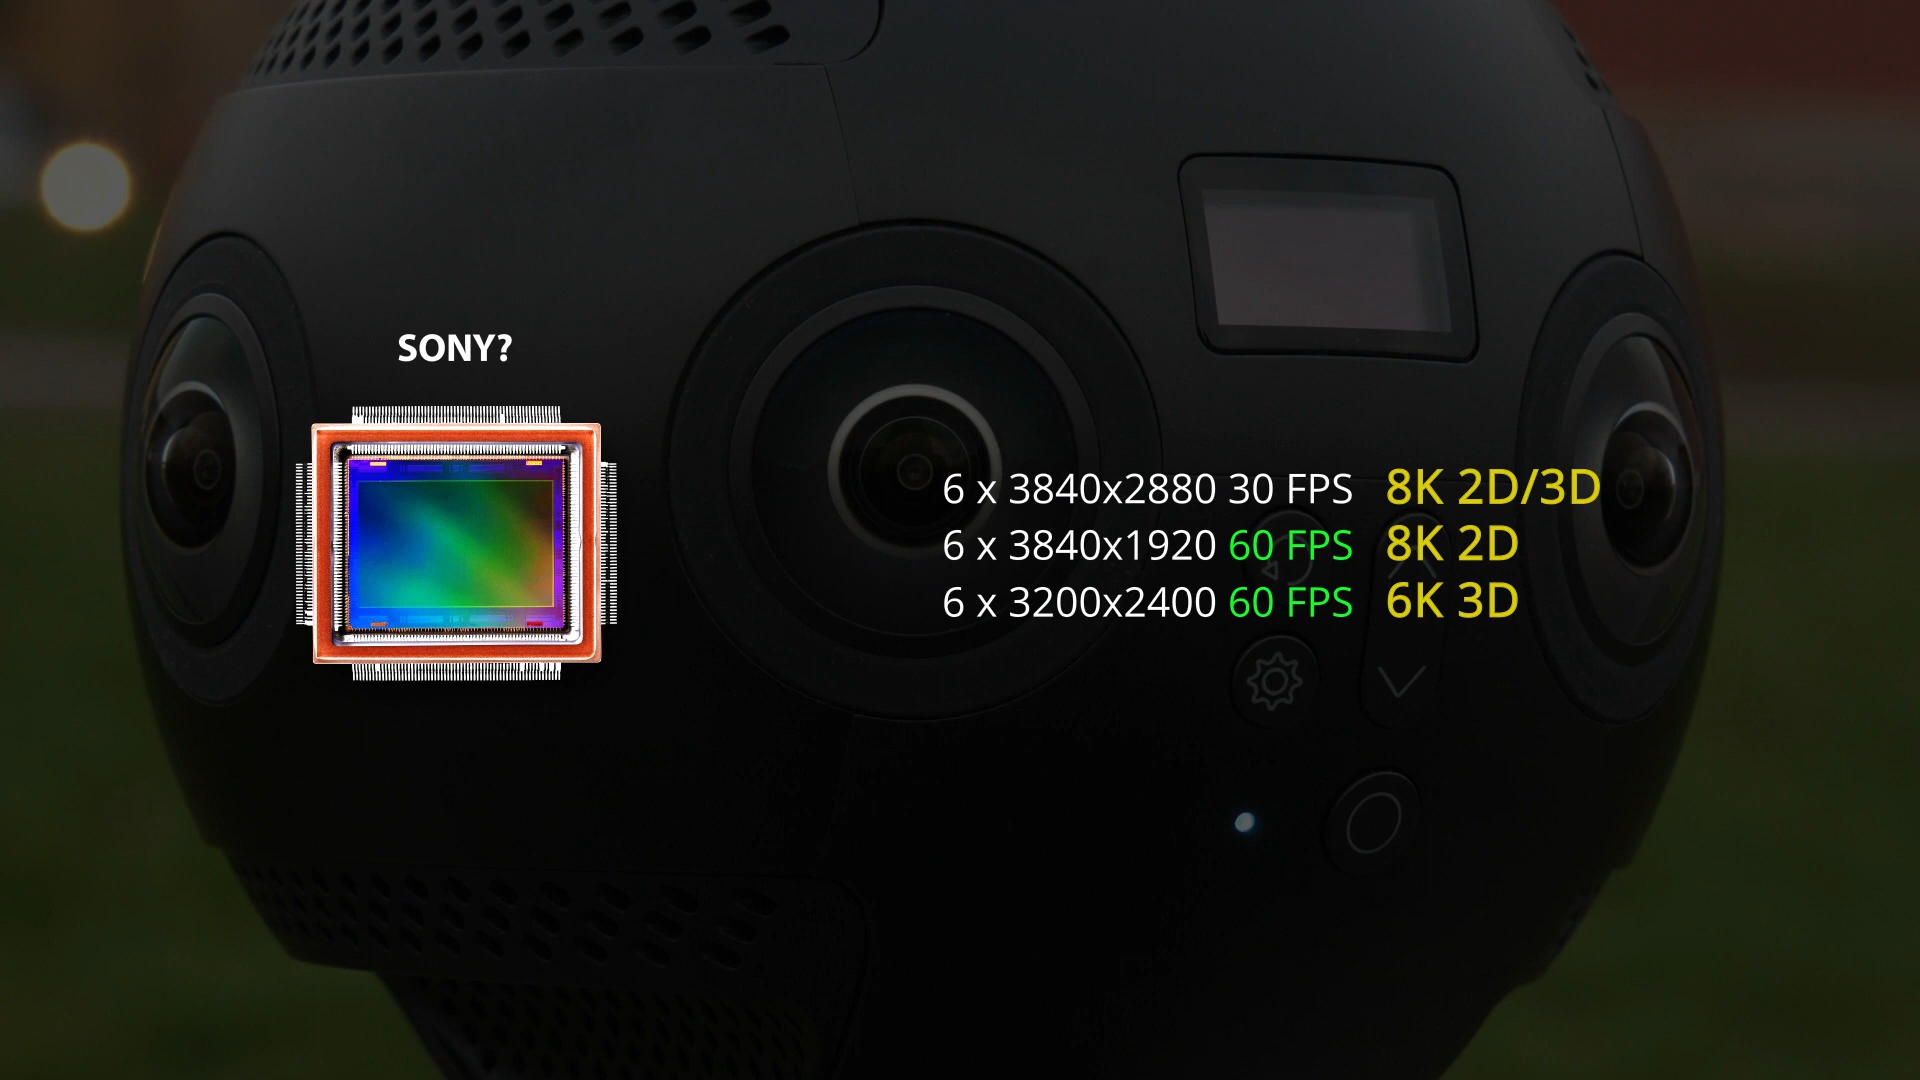 SONY?
6 x 3840x2880 30 FPS 8K 2D/3D
6 x 3840x1920 60 FPS 8K 2D
6 x 3200x2400 60 FPS 6K 3D